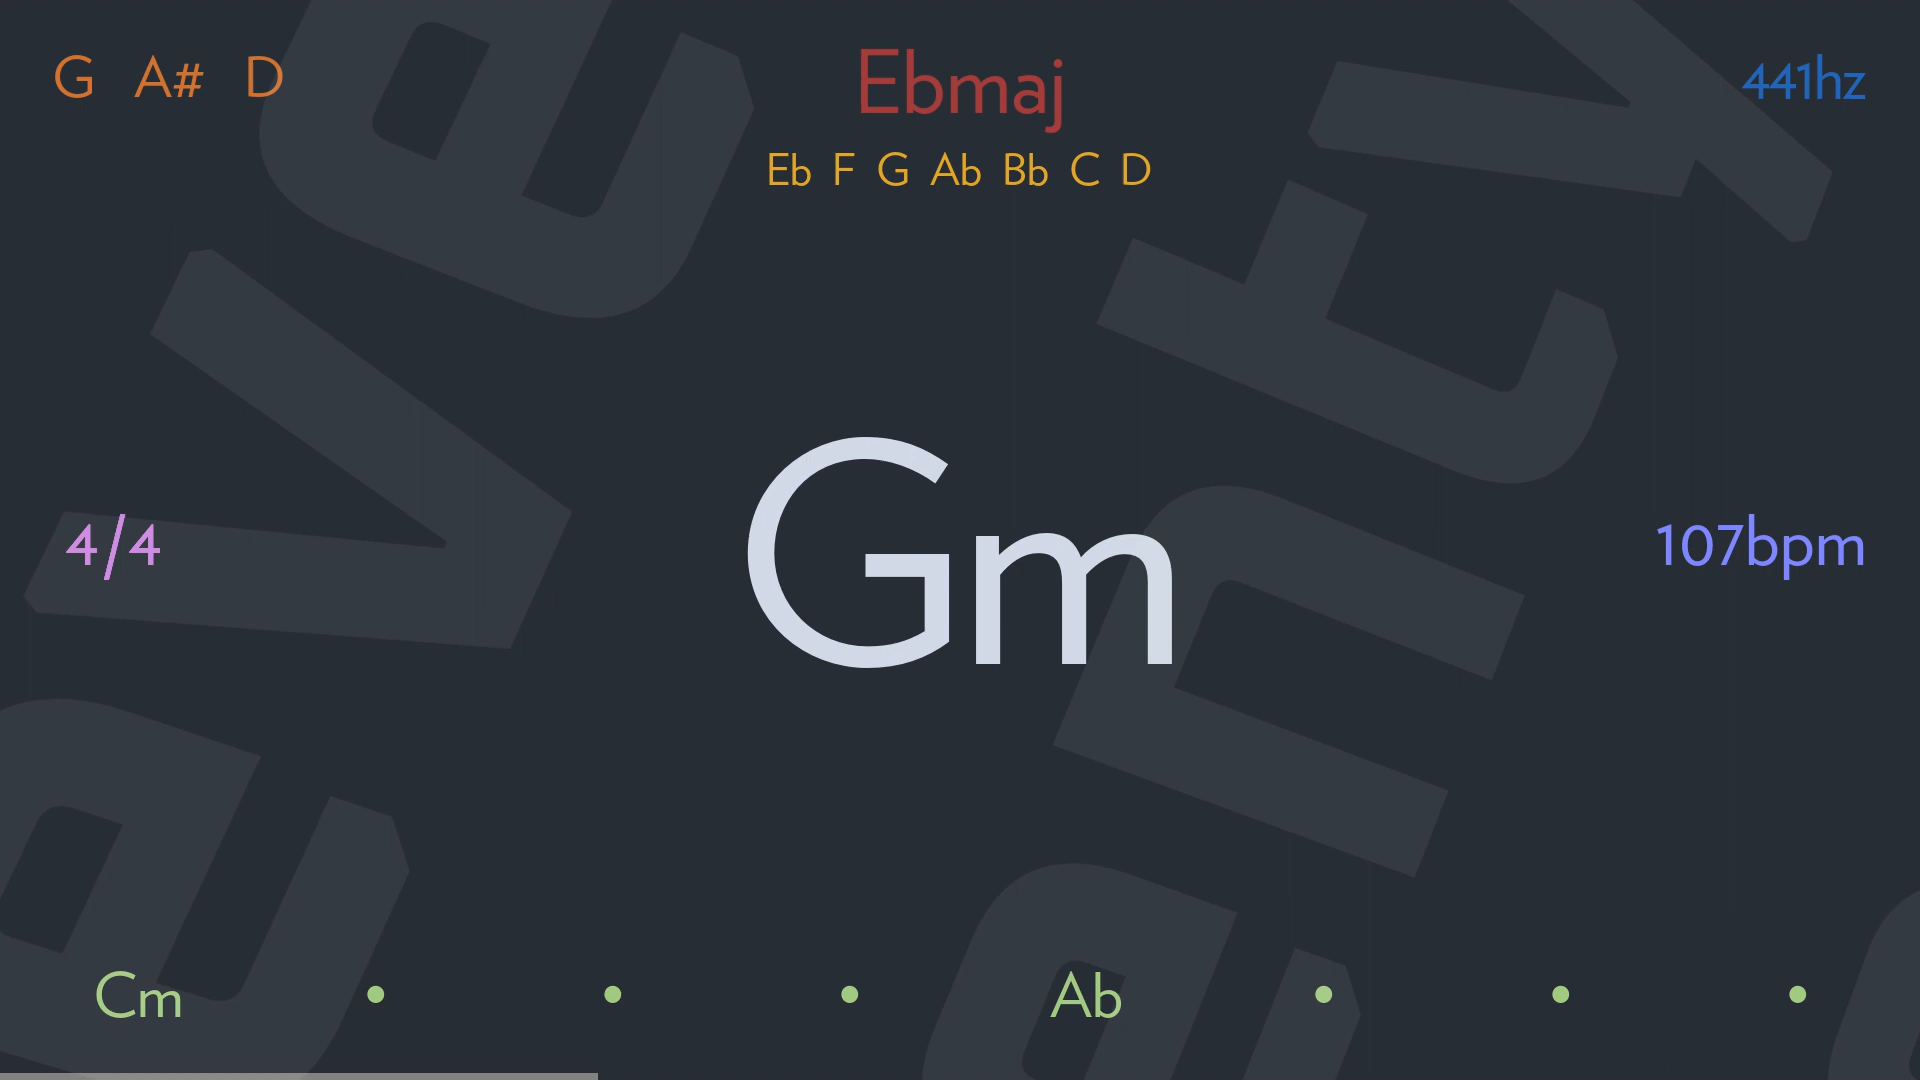 G A# D
Ebmaj
441hz
Eb F G Ab Bb C D
4/4
Gm
107bpm
Cm • • • Ab • • •